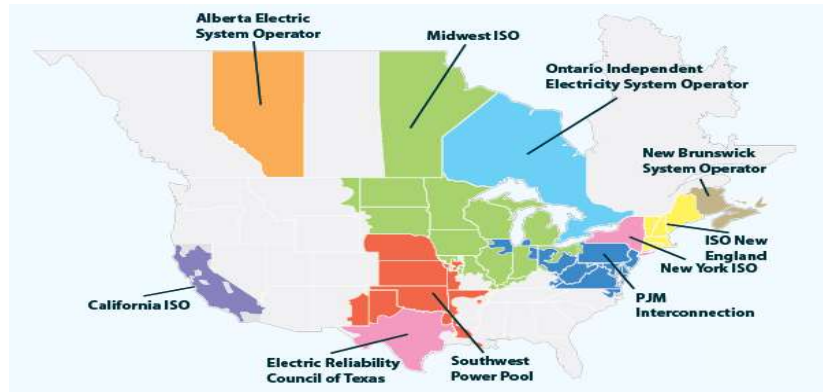 Alberta Electric
System Operator
Midwest ISO
Ontario Independent
Electricity System Operator
New Brunswick
System Operator
ISO New
England
New York ISO
PJM
Interconnection
California ISO
Electric Reliability
Council of Texas
Southwest
Power Pool